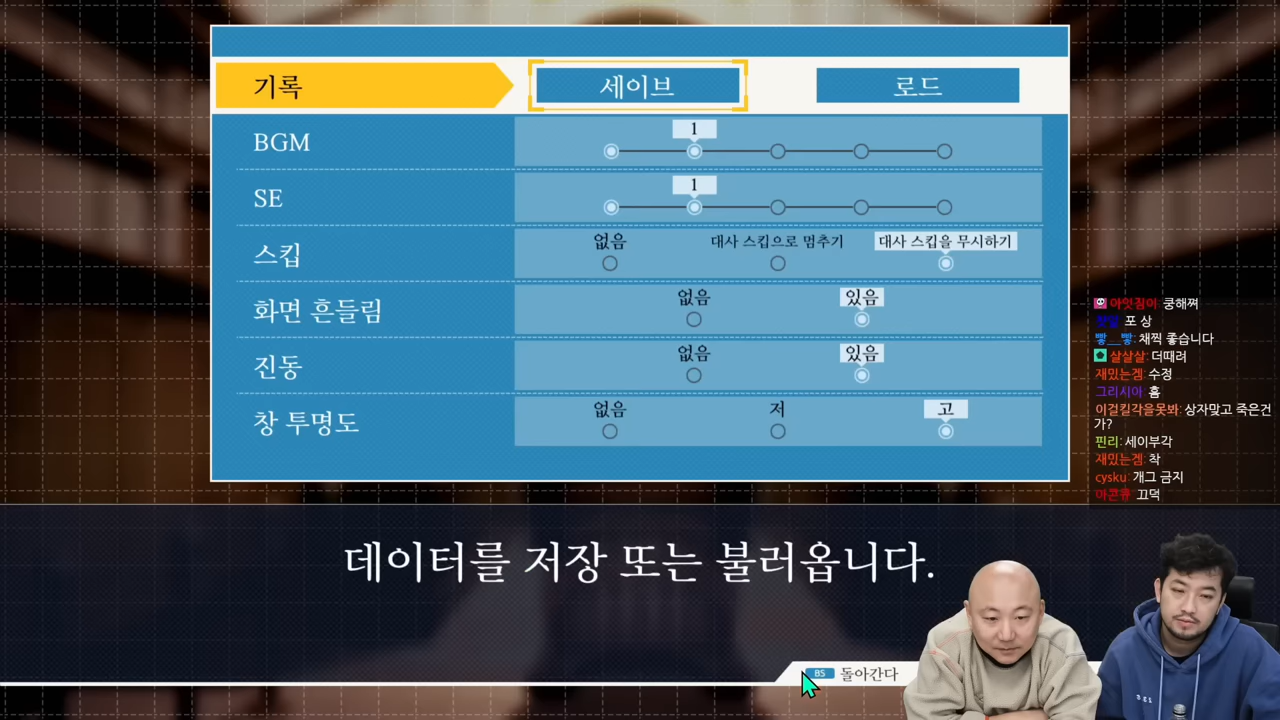 기록
세이브
로드
BGM
1
SE
1
스킵
없음
대사 스킵으로 멈추기
대사 스킵을 무시하기
화면 흔들림
없음
있음
진동
없음
있음
창 투명도
없음
저
고
데이터를 저장 또는 불러옵니다.
BS 돌아간다
아잇짐이: 쿵해쪄
포 상
빵__빵: 채찍 좋습니다
살살살: 더때려
재밌는겜: 수정
그리시아: 홈
이걸킬각을못봐: 상자맞고 죽은건
가?
핀리: 세이부각
재밌는겜: 착
cysku: 개그 금지
끄덕